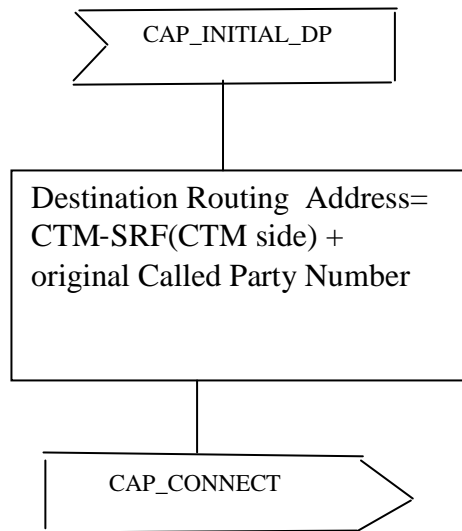 CAP_INITIAL_DP
Destination Routing Address=
CTM-SRF(CTM side) +
original Called Party Number
CAP_CONNECT